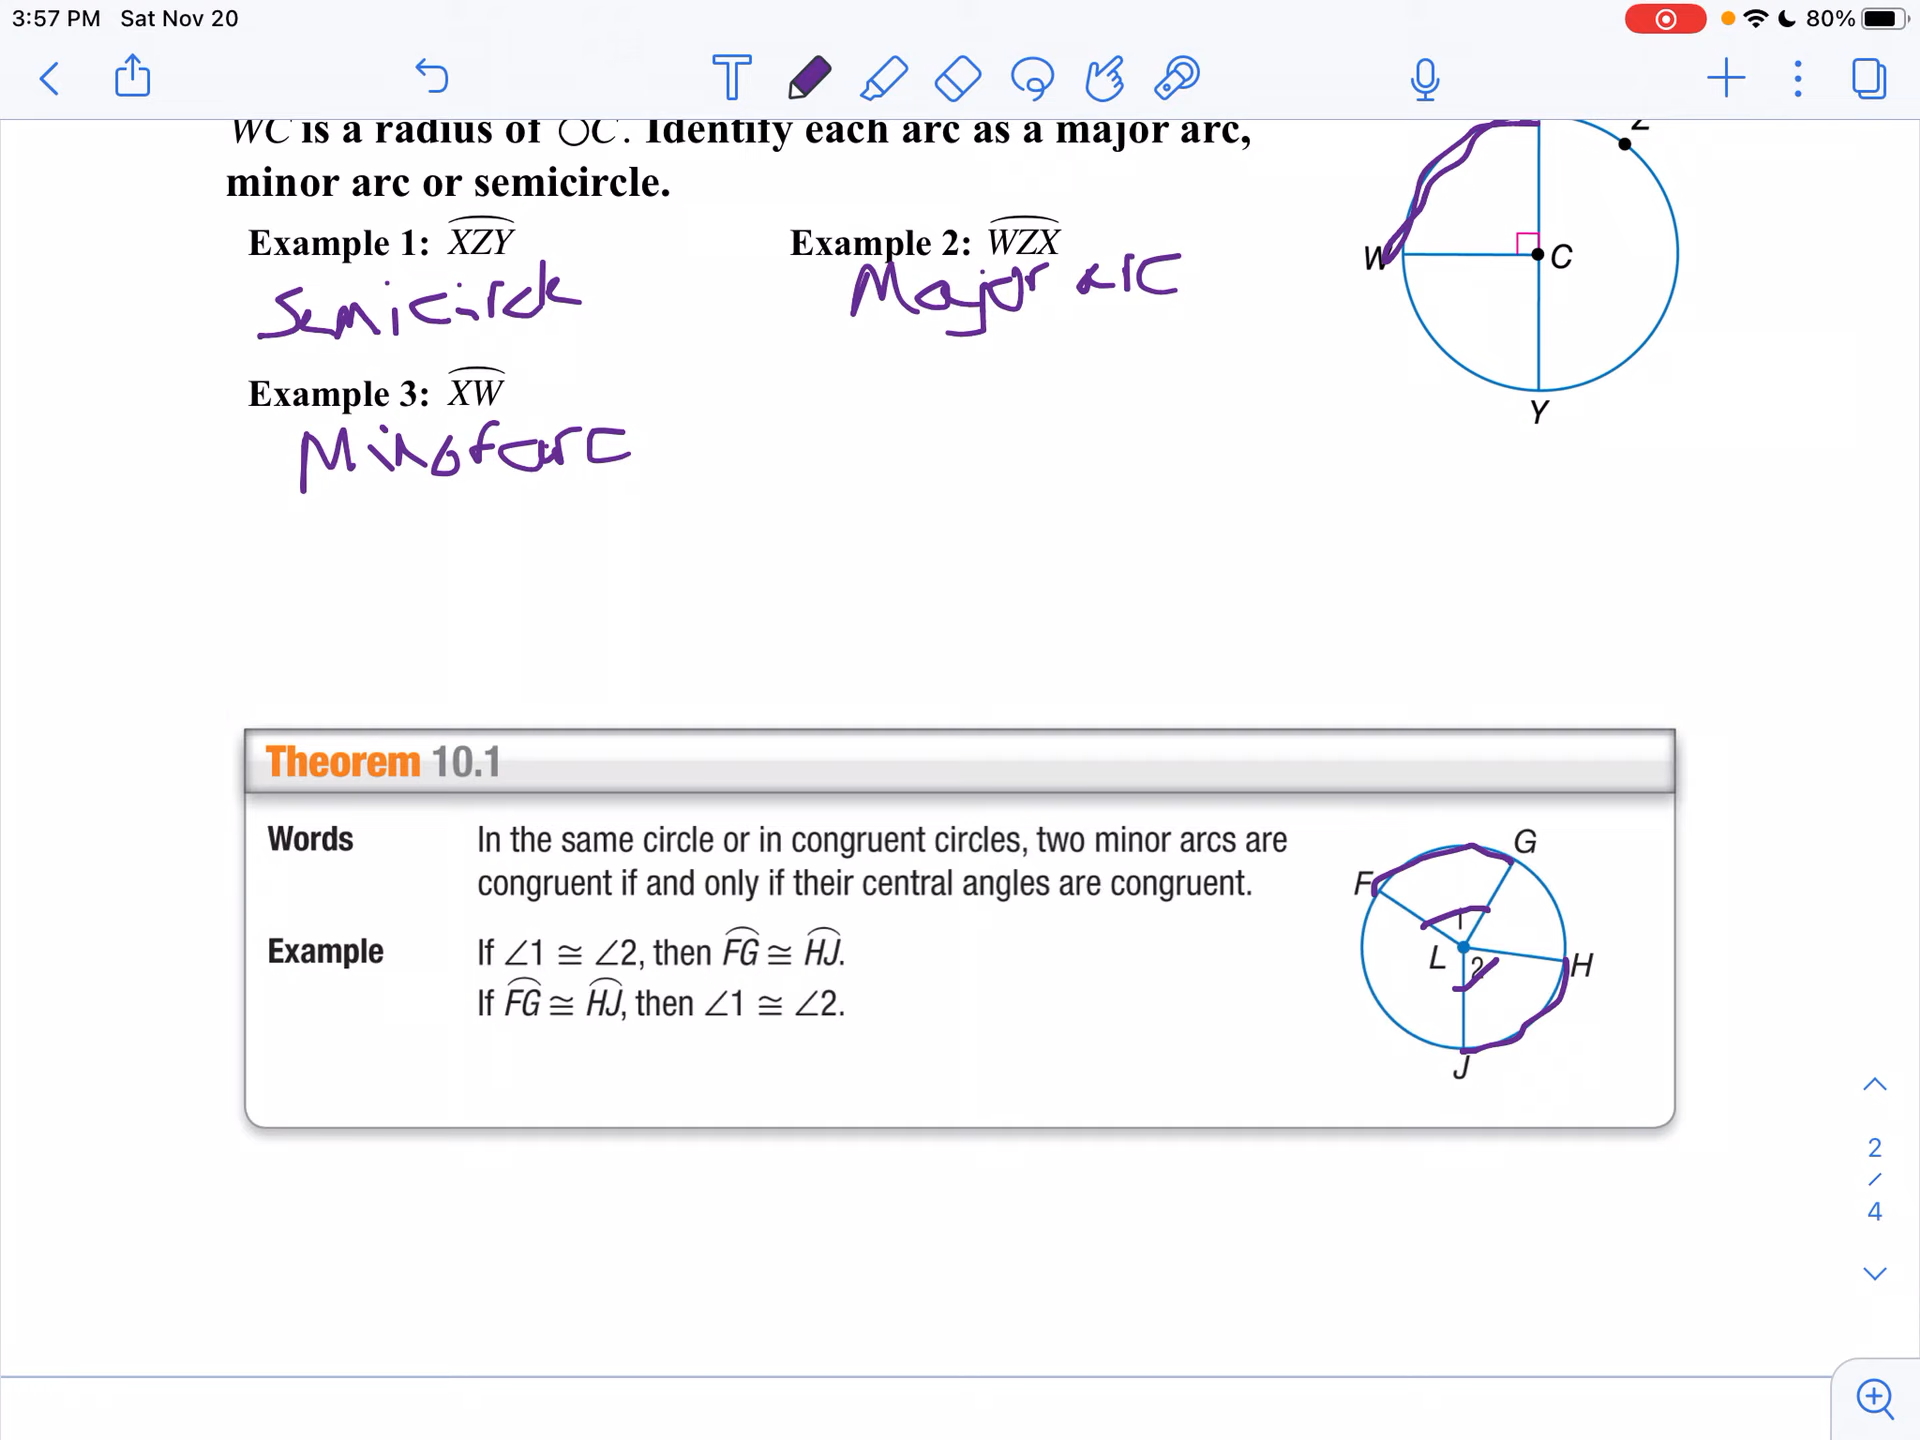 3:57 PM Sat Nov 20
80%
WC is a radius of ○C. Identify each arc as a major arc,
minor arc or semicircle.
Example 1: XZY
Example 2: WZX
Semicircle
Major arc
Example 3: XW
Minor arc
Z
W
C
Y
Theorem 10.1
Words In the same circle or in congruent circles, two minor arcs are
congruent if and only if their central angles are congruent.
Example If ∠1 ≅ ∠2, then FG ≅ HJ.
If FG ≅ HJ, then ∠1 ≅ ∠2.
G
F
1
L
2
H
J
2
/
4